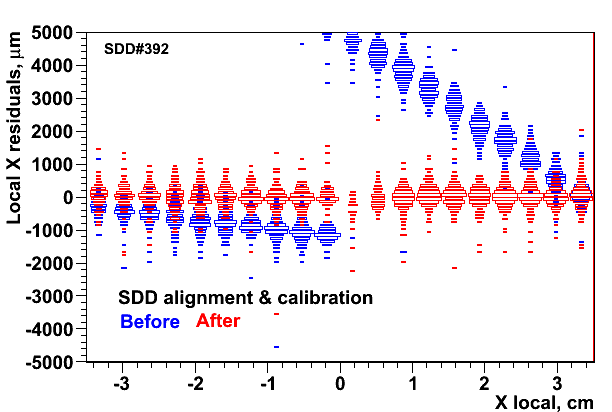 Local X residuals, μm
5000
4000
3000
2000
1000
0
-1000
-2000
-3000
-4000
-5000
SDD#392
SDD alignment & calibration
Before After
-3 -2 -1 0 1 2 3
X local, cm